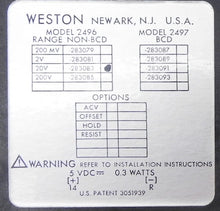 WESTON NEWARK, N.J. U.S.A.
MODEL 2496 MODEL 2497
RANGE NON-BCD BCD
200 MV -283079 -283087
2V -283081 -283089
20V -283083 -283091
200V -283085 -283093
OPTIONS
ACV
OFFSET
HOLD
RESIST
WARNING REFER TO INSTALLATION INSTRUCTIONS
5 VDC 0.3 WATTS
[+] [-]
14 R
U.S. PATENT 3051939